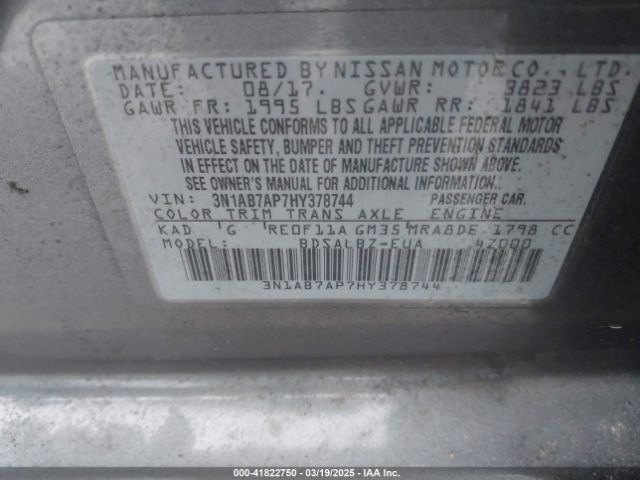 MANUFACTURED BY NISSAN MOTOR CO., LTD.
DATE: 08/17. GVWR: 3823 LBS
GAWR FR: 1995 LBS GAWR RR: 1841 LBS
THIS VEHICLE CONFORMS TO ALL APPLICABLE FEDERAL MOTOR
VEHICLE SAFETY, BUMPER AND THEFT PREVENTION STANDARDS
IN EFFECT ON THE DATE OF MANUFACTURE SHOWN ABOVE.
SEE OWNER'S MANUAL FOR ADDITIONAL INFORMATION.
VIN: 3N1AB7AP7HY378744 PASSENGER CAR.
COLOR TRIM TRANS AXLE ENGINE
KAD G RE0F11A GM35 MRA8DE 1798 CC
MODEL: BDSALBZ-EUA 4Z000
3N1AB7AP7HY378744
000-41822750 | 03/19/2025 - IAA, Inc.